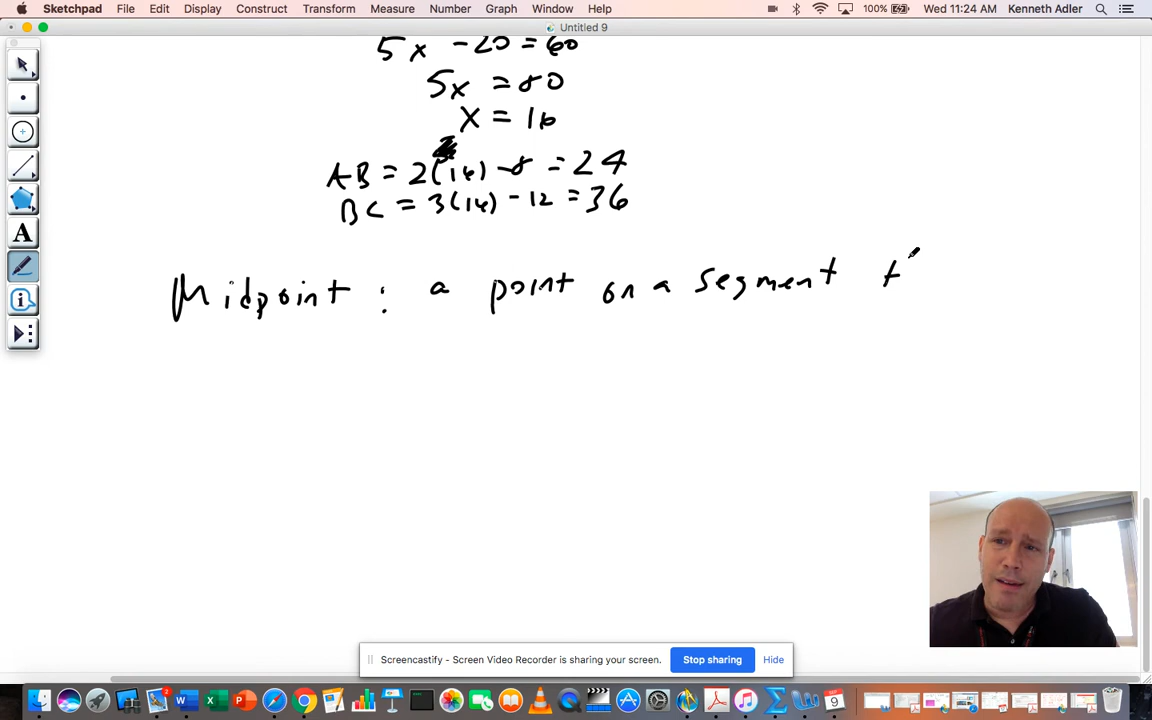 Sketchpad File Edit Display Construct Transform Measure Number Graph Window Help 100% Wed 11:24 AM Kenneth Adler
Untitled 9
5x - 20 = 60
5x = 80
x = 16
AB = 2(16) - 8 = 24
BC = 3(16) - 12 = 36
Midpoint : a point on a segment t
A
Screencastify - Screen Video Recorder is sharing your screen. Stop sharing Hide